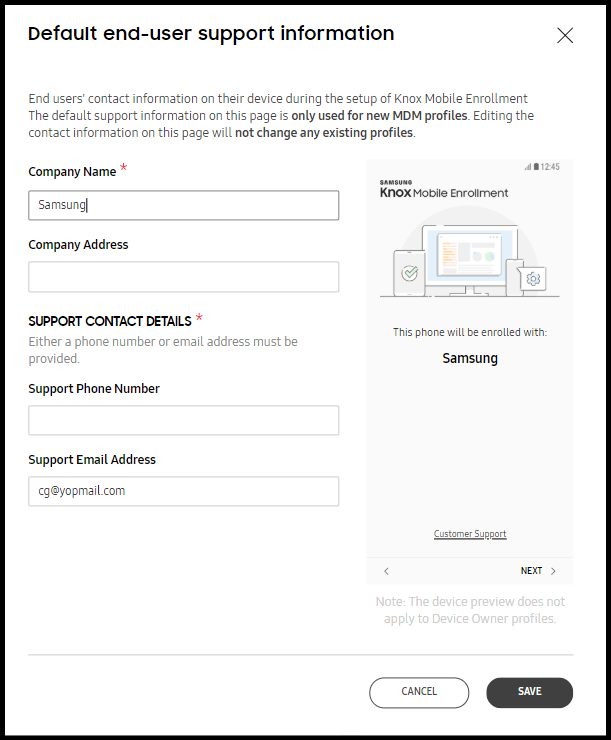 Default end-user support information
End users' contact information on their device during the setup of Knox Mobile Enrollment
The default support information on this page is only used for new MDM profiles. Editing the
contact information on this page will not change any existing profiles.
Company Name *
Samsung
Company Address
SUPPORT CONTACT DETAILS *
Either a phone number or email address must be
provided.
Support Phone Number
Support Email Address
cg@yopmail.com
12:45
SAMSUNG
Knox Mobile Enrollment
This phone will be enrolled with:
Samsung
Customer Support
NEXT
Note: The device preview does not
apply to Device Owner profiles.
CANCEL
SAVE